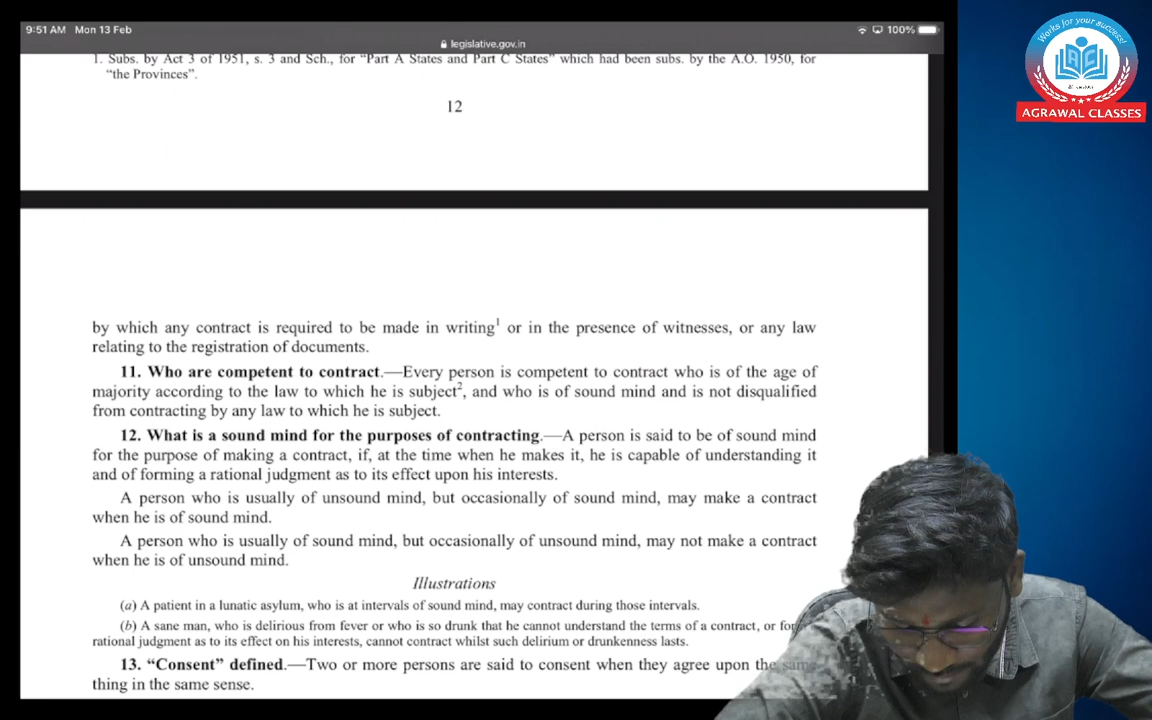 9:51 AM Mon 13 Feb
100%
legislative.gov.in
1. Subs. by Act 3 of 1951, s. 3 and Sch., for “Part A States and Part C States” which had been subs. by the A.O. 1950, for
“the Provinces”.
12
by which any contract is required to be made in writing1 or in the presence of witnesses, or any law
relating to the registration of documents.
11. Who are competent to contract.—Every person is competent to contract who is of the age of
majority according to the law to which he is subject2, and who is of sound mind and is not disqualified
from contracting by any law to which he is subject.
12. What is a sound mind for the purposes of contracting.—A person is said to be of sound mind
for the purpose of making a contract, if, at the time when he makes it, he is capable of understanding it
and of forming a rational judgment as to its effect upon his interests.
A person who is usually of unsound mind, but occasionally of sound mind, may make a contract
when he is of sound mind.
A person who is usually of sound mind, but occasionally of unsound mind, may not make a contract
when he is of unsound mind.
Illustrations
(a) A patient in a lunatic asylum, who is at intervals of sound mind, may contract during those intervals.
(b) A sane man, who is delirious from fever or who is so drunk that he cannot understand the terms of a contract, or
rational judgment as to its effect on his interests, cannot contract whilst such delirium or drunkenness lasts.
13. “Consent” defined.—Two or more persons are said to consent when they agree upon the same
thing in the same sense.
Works for your success!
AC
AGRAWAL CLASSES